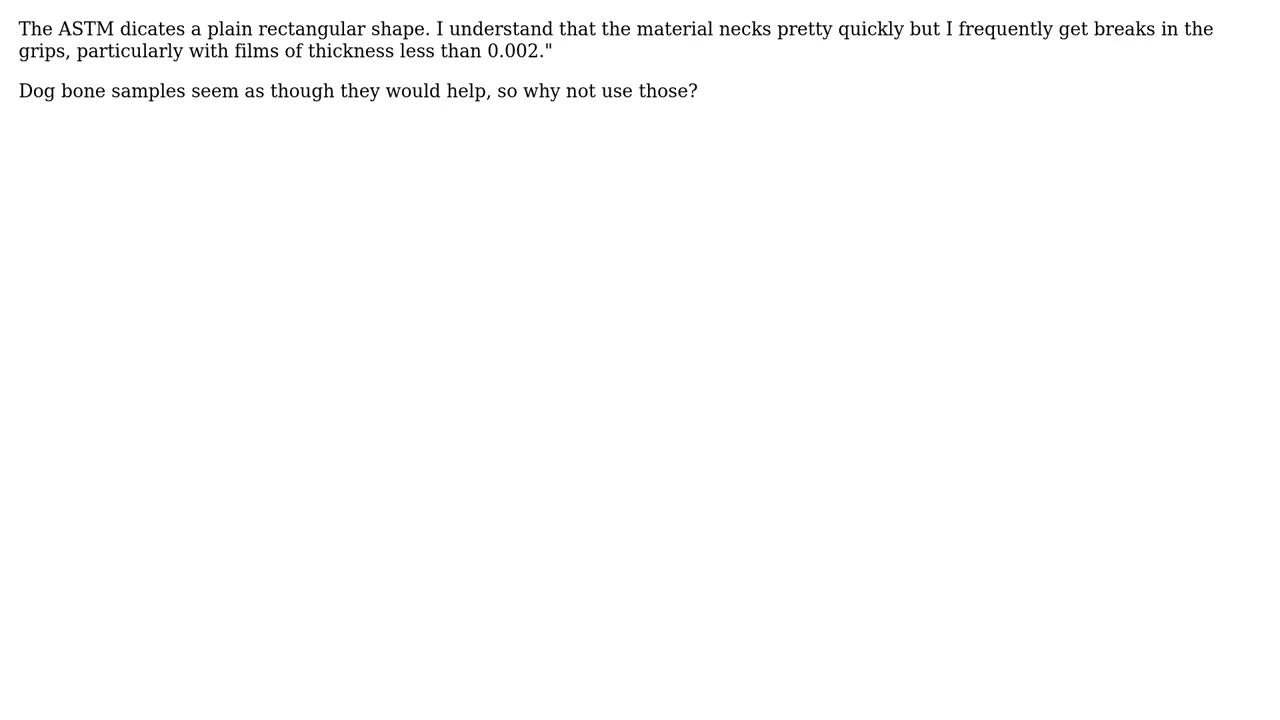 The ASTM dicates a plain rectangular shape. I understand that the material necks pretty quickly but I frequently get breaks in the
grips, particularly with films of thickness less than 0.002."
Dog bone samples seem as though they would help, so why not use those?